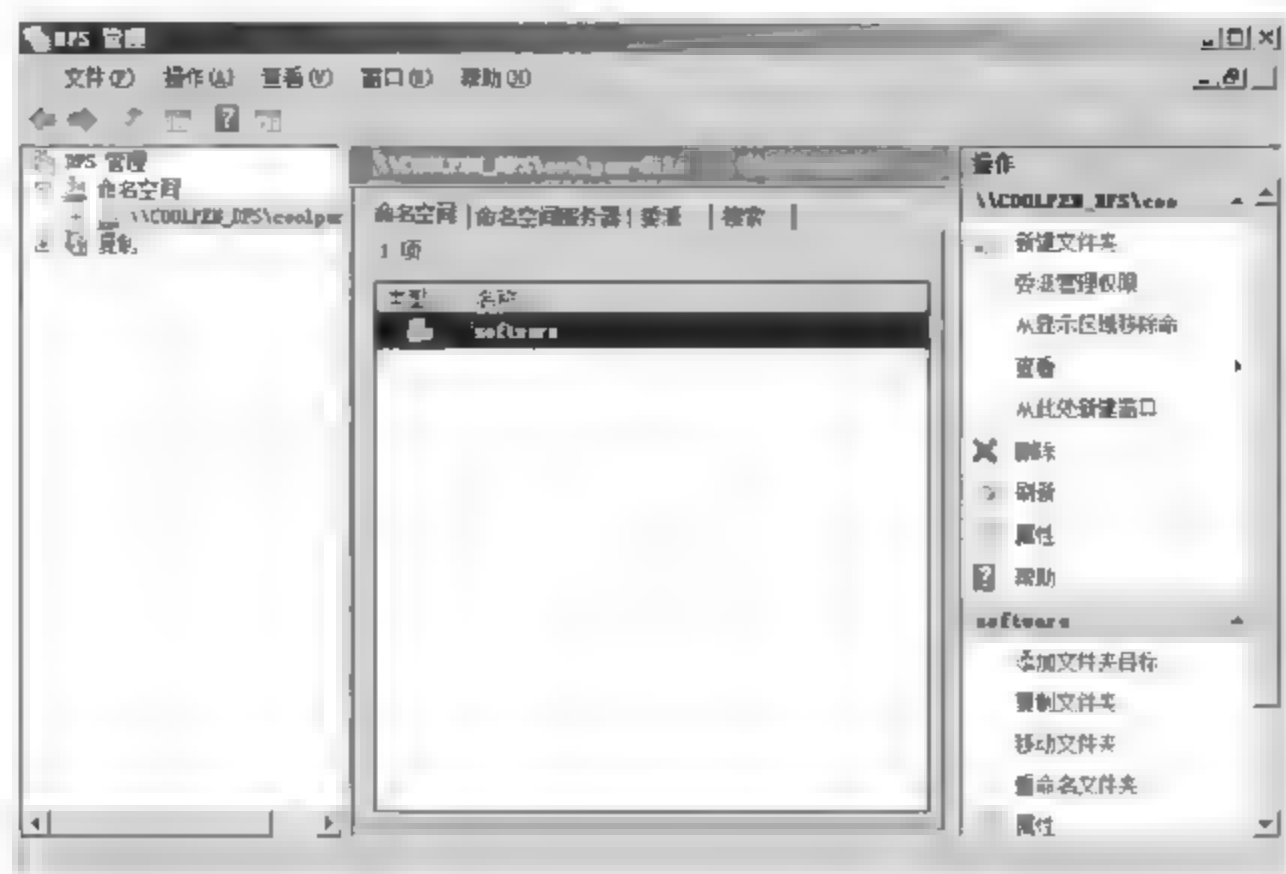 DFS 管理
文件(F) 操作(A) 查看(V) 窗口(W) 帮助(H)
DFS 管理
命名空间
\\COOLPEN_DFS\coolpen
复制
命名空间 命名空间服务器 委派 搜索
1 项
类型 名称
software
操作
\\COOLPEN_DFS\coo
新建文件夹
委派管理权限
从显示区域移除命
查看
从此处新建窗口
删除
刷新
属性
帮助
software
添加文件夹目标
复制文件夹
移动文件夹
重命名文件夹
属性